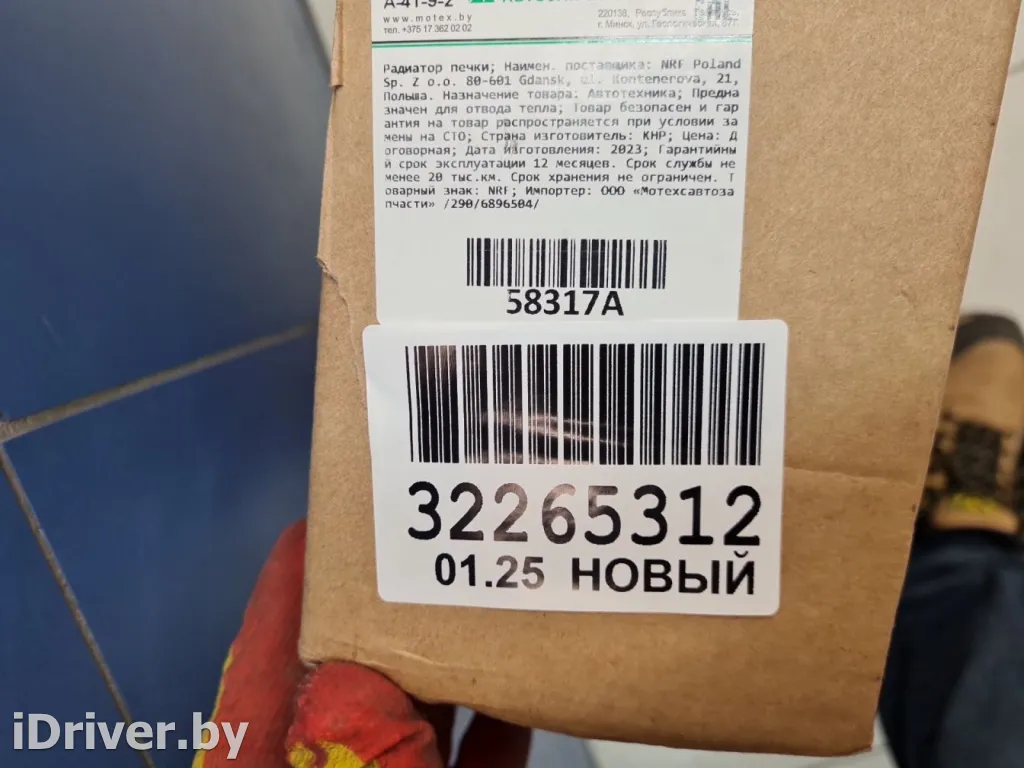 А-41-9-2
www.motex.by
тел. +375 17 362 02 02
220138, Республика
г. Минск, ул.
Радиатор печки; Наимен. поставщика: NRF Poland
Sp. Z o.o. 80-601 Gdansk, ul. Kontenerova, 21,
Польша. Назначение товара: Автотехника; Предна
значен для отвода тепла; Товар безопасен и гар
антия на товар распространяется при условии за
мены на СТО; Страна изготовитель: КНР; Цена: Д
оговорная; Дата изготовления: 2023; Гарантийны
й срок эксплуатации 12 месяцев. Срок службы не
менее 20 тыс.км. Срок хранения не ограничен. Т
оварный знак: NRF; Импортер: ООО «Мотехсавтоза
пчасти» /290/6896504/
58317A
32265312
01.25 НОВЫЙ
iDriver.by